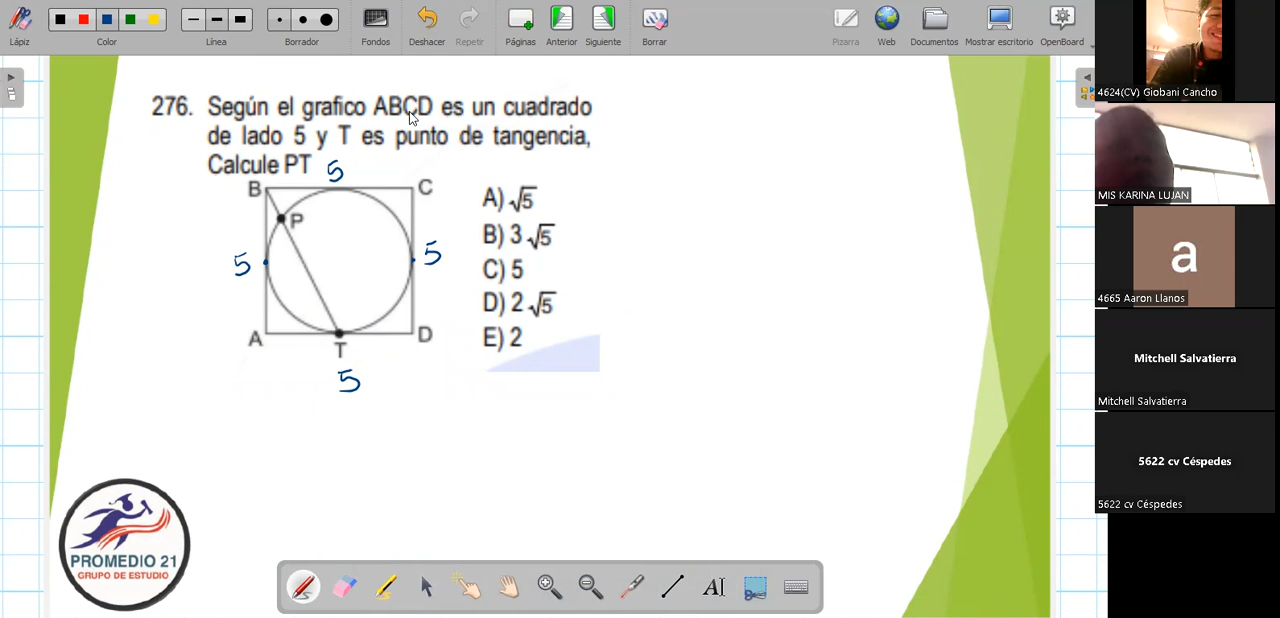 Lápiz
Color
Línea
Borrador
Fondos
Deshacer
Repetir
Páginas
Anterior
Siguiente
Borrar
Pizarra
Web
Documentos
Mostrar escritorio
OpenBoard
276. Según el grafico ABCD es un cuadrado
de lado 5 y T es punto de tangencia,
Calcule PT
5
B
C
P
5
5
A
D
T
5
A) √5
B) 3 √5
C) 5
D) 2 √5
E) 2
PROMEDIO 21
GRUPO DE ESTUDIO
AI
4624(CV) Giobani Cancho
MIS KARINA LUJAN
a
4665 Aaron Llanos
Mitchell Salvatierra
Mitchell Salvatierra
5622 cv Céspedes
5622 cv Céspedes